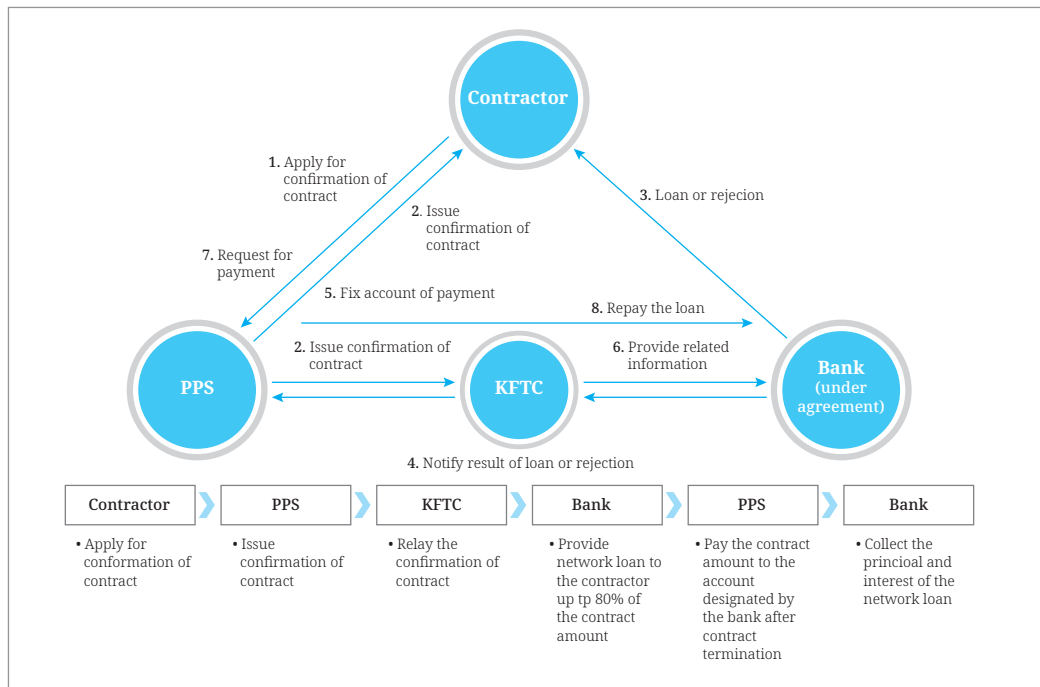 Contractor
1. Apply for
confirmation of
contract
3. Loan or rejecion
2. Issue
confirmation of
contract
7. Request for
payment
5. Fix account of payment
8. Repay the loan
2. Issue confirmation of
contract
6. Provide related
information
PPS
KFTC
Bank
(under
agreement)
4. Notify result of loan or rejection
Contractor
PPS
KFTC
Bank
PPS
Bank
• Apply for
conformation of
contract
• Issue
confirmation of
contract
• Relay the
confirmation of
contract
• Provide
network loan to
the contractor
up tp 80% of
the contract
amount
• Pay the contract
amount to the
account
designated by
the bank after
contract
termination
• Collect the
princioal and
interest of the
network loan